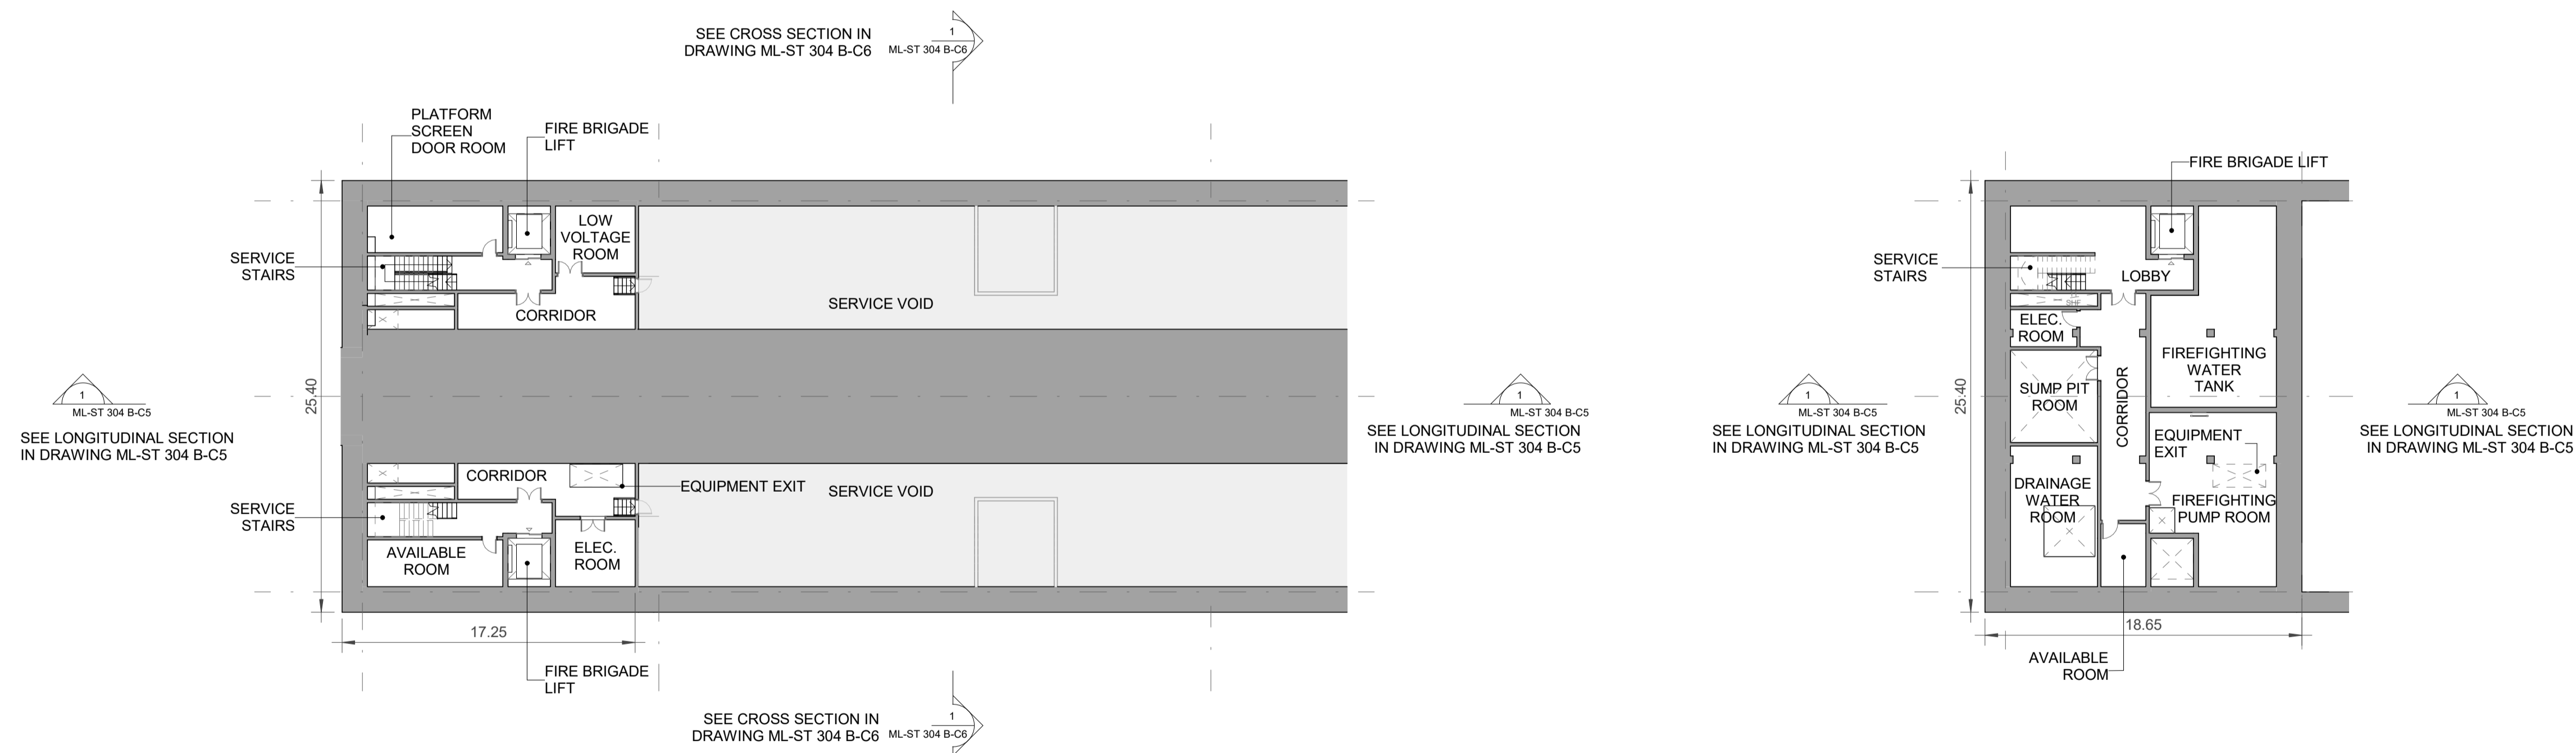 SEE CROSS SECTION IN
DRAWING ML-ST 304 B-C6
1
ML-ST 304 B-C6
PLATFORM
SCREEN
DOOR ROOM
FIRE BRIGADE
LIFT
LOW
VOLTAGE
ROOM
SERVICE
STAIRS
CORRIDOR
SERVICE VOID
25.40
1
ML-ST 304 B-C5
SEE LONGITUDINAL SECTION
IN DRAWING ML-ST 304 B-C5
1
ML-ST 304 B-C5
SEE LONGITUDINAL SECTION
IN DRAWING ML-ST 304 B-C5
CORRIDOR
EQUIPMENT EXIT
SERVICE VOID
SERVICE
STAIRS
AVAILABLE
ROOM
ELEC.
ROOM
17.25
FIRE BRIGADE
LIFT
SEE CROSS SECTION IN
DRAWING ML-ST 304 B-C6
1
ML-ST 304 B-C6
FIRE BRIGADE LIFT
SERVICE
STAIRS
LOBBY
SHF
ELEC.
ROOM
FIREFIGHTING
WATER
TANK
SUMP PIT
ROOM
CORRIDOR
25.40
1
ML-ST 304 B-C5
SEE LONGITUDINAL SECTION
IN DRAWING ML-ST 304 B-C5
1
ML-ST 304 B-C5
SEE LONGITUDINAL SECTION
IN DRAWING ML-ST 304 B-C5
EQUIPMENT
EXIT
DRAINAGE
WATER
ROOM
FIREFIGHTING
PUMP ROOM
18.65
AVAILABLE
ROOM